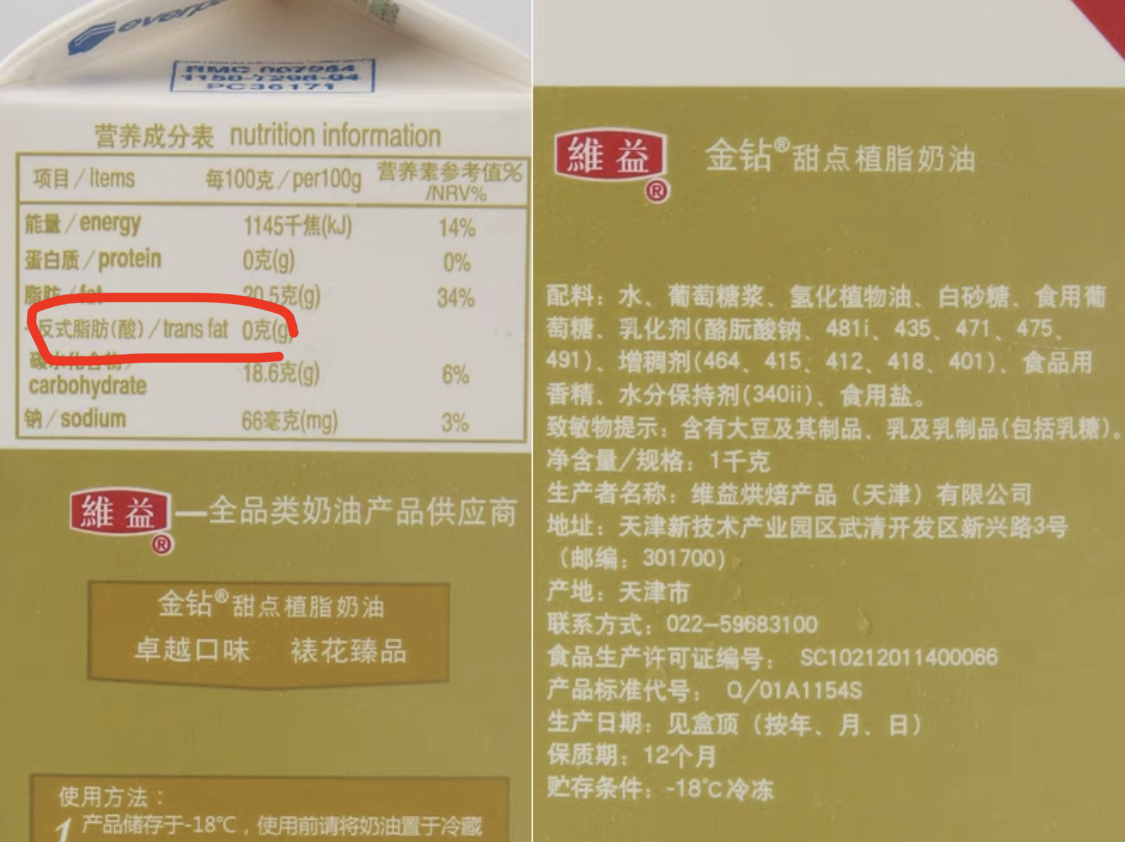 everp
RMC 007984
1150-7298-04
PC36171
营养成分表 nutrition information
项目/Items 每100克/per100g 营养素参考值%
/NRV%
能量/energy 1145千焦(kJ) 14%
蛋白质/protein 0克(g) 0%
脂肪/fat 20.5克(g) 34%
-反式脂肪(酸)/trans fat 0克(g)
碳水化合物/
carbohydrate 18.6克(g) 6%
钠/sodium 66毫克(mg) 3%
維益®—全品类奶油产品供应商
金钻®甜点植脂奶油
卓越口味 裱花臻品
使用方法：
1 产品储存于-18℃，使用前请将奶油置于冷藏
維益® 金钻®甜点植脂奶油
配料：水、葡萄糖浆、氢化植物油、白砂糖、食用葡
萄糖、乳化剂(酪朊酸钠、481i、435、471、475、
491)、增稠剂(464、415、412、418、401)、食品用
香精、水分保持剂(340ii)、食用盐。
致敏物提示：含有大豆及其制品、乳及乳制品(包括乳糖)。
净含量/规格：1千克
生产者名称：维益烘焙产品（天津）有限公司
地址：天津新技术产业园区武清开发区新兴路3号
（邮编：301700）
产地：天津市
联系方式：022-59683100
食品生产许可证编号： SC10212011400066
产品标准代号： Q/01A1154S
生产日期：见盒顶（按年、月、日）
保质期：12个月
贮存条件：-18℃冷冻